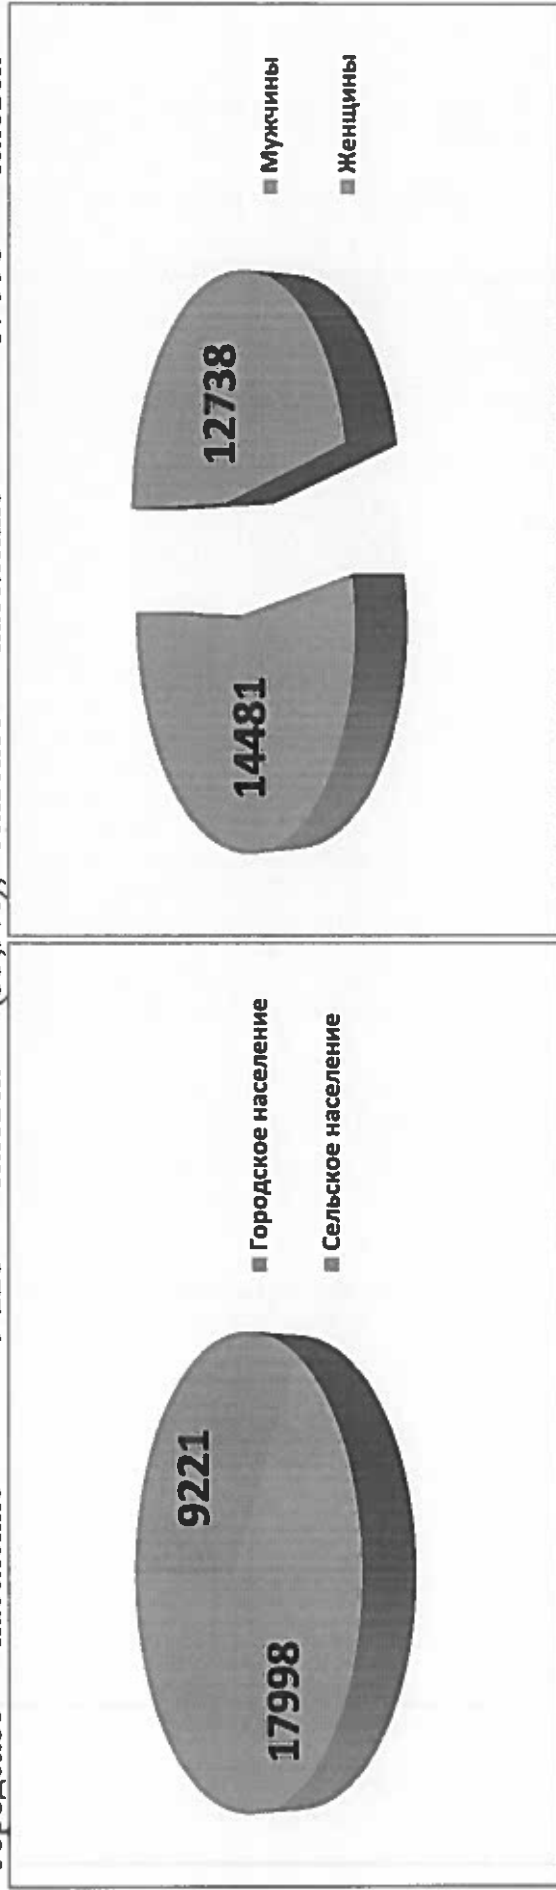 9221
17998
Городское население
Сельское население
12738
14481
Мужчины
Женщины